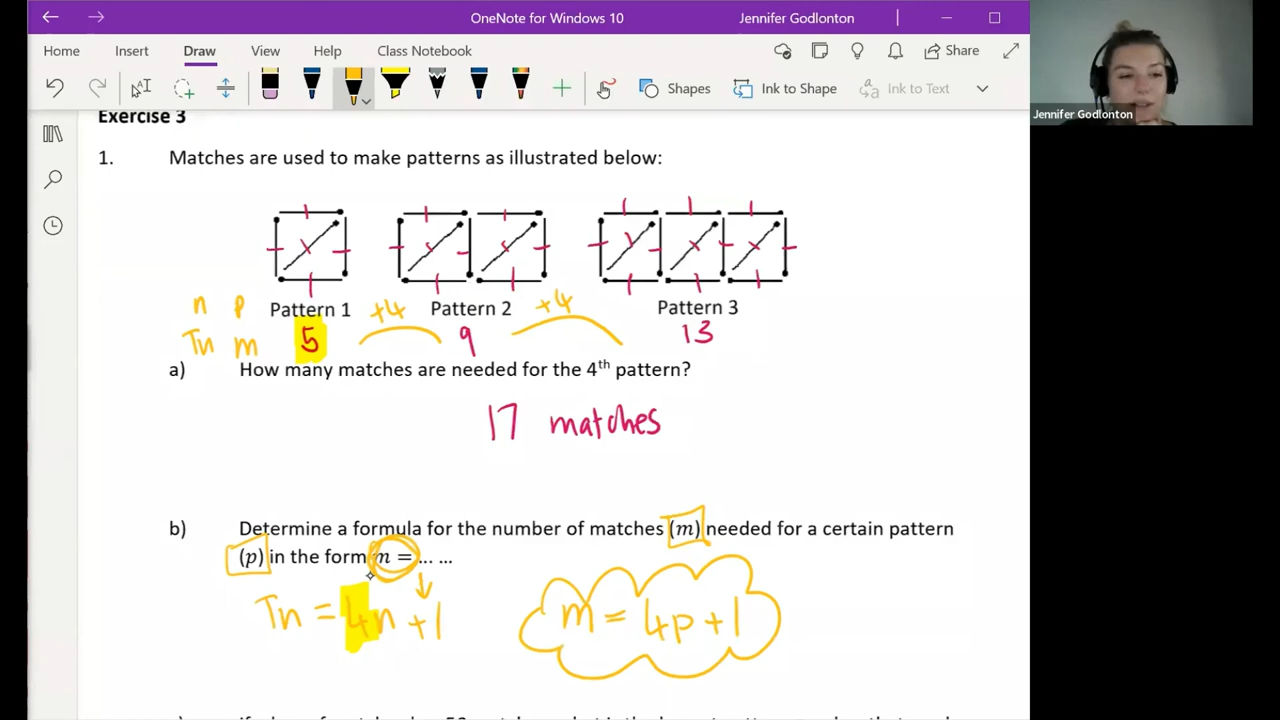 OneNote for Windows 10 Jennifer Godlonton
Home Insert Draw View Help Class Notebook Share
Shapes Ink to Shape Ink to Text
Jennifer Godlonton
Exercise 3
1. Matches are used to make patterns as illustrated below:
n p Pattern 1 +4 Pattern 2 +4 Pattern 3
Tn m 5 9 13
a) How many matches are needed for the 4th pattern?
17 matches
b) Determine a formula for the number of matches (m) needed for a certain pattern
(p) in the form m = ... ...
Tn = 4n + 1 m = 4p + 1